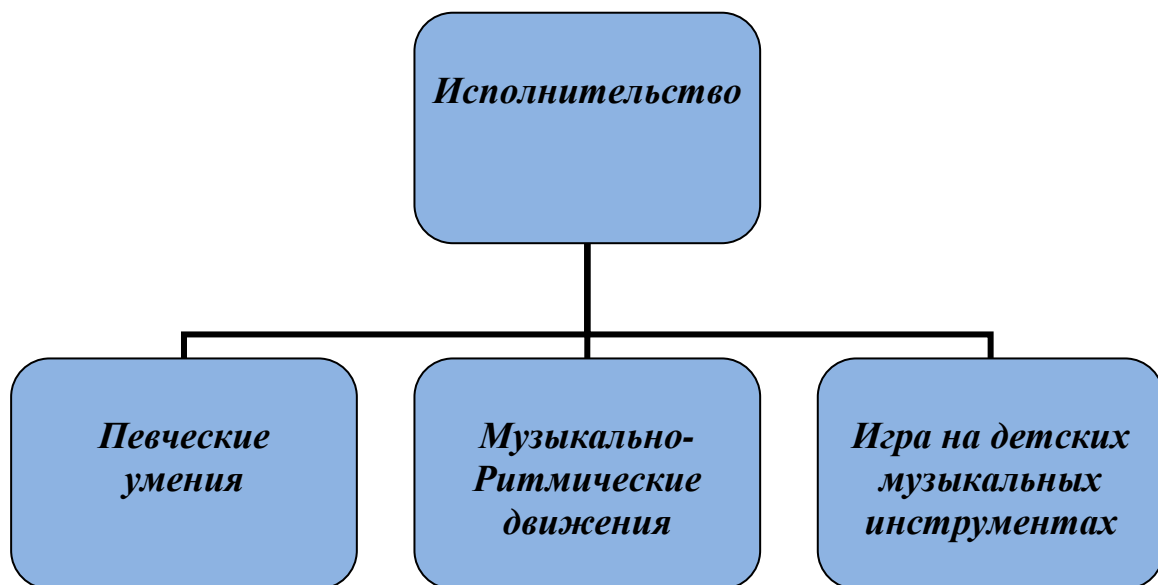 Исполнительство
Певческие
умения
Музыкально-
Ритмические
движения
Игра на детских
музыкальных
инструментах